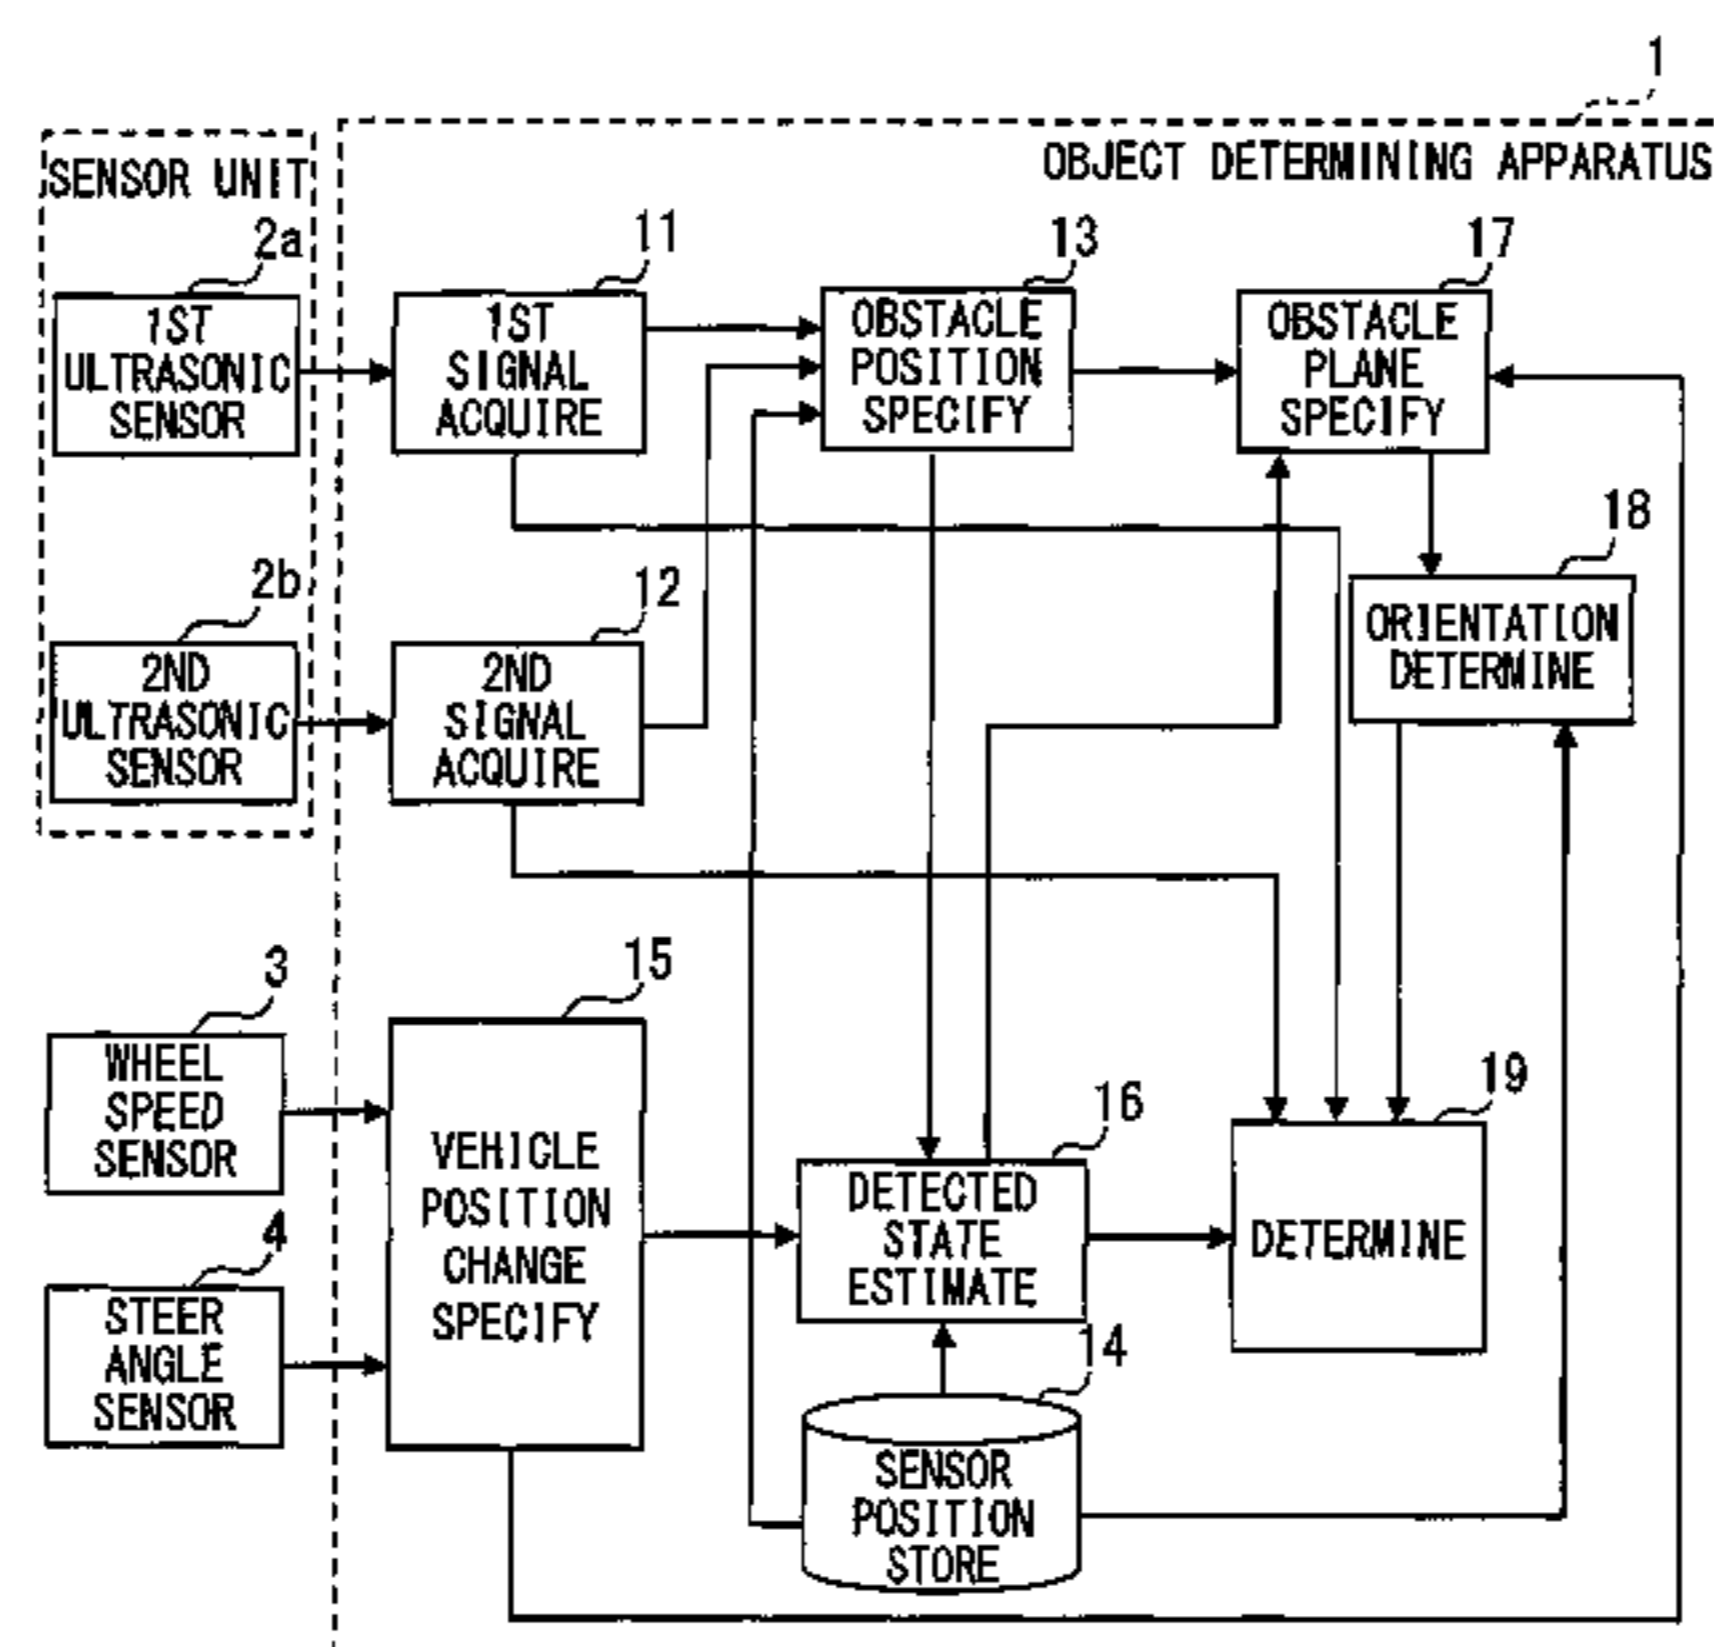 1
OBJECT DETERMINING APPARATUS
SENSOR UNIT
2a
1ST
ULTRASONIC
SENSOR
11
1ST
SIGNAL
ACQUIRE
13
OBSTACLE
POSITION
SPECIFY
17
OBSTACLE
PLANE
SPECIFY
18
ORIENTATION
DETERMINE
2b
2ND
ULTRASONIC
SENSOR
12
2ND
SIGNAL
ACQUIRE
3
WHEEL
SPEED
SENSOR
4
STEER
ANGLE
SENSOR
15
VEHICLE
POSITION
CHANGE
SPECIFY
16
DETECTED
STATE
ESTIMATE
19
DETERMINE
14
SENSOR
POSITION
STORE